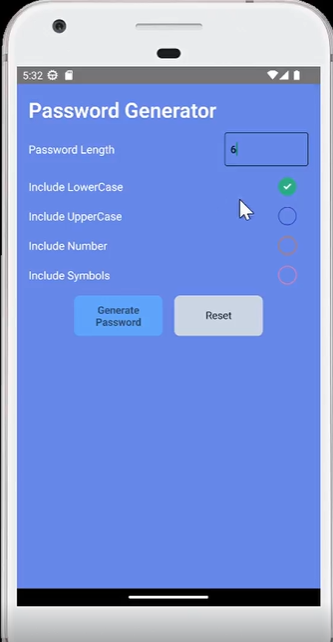 5:32
Password Generator
Password Length
6
Include LowerCase
Include UpperCase
Include Number
Include Symbols
Generate
Password
Reset